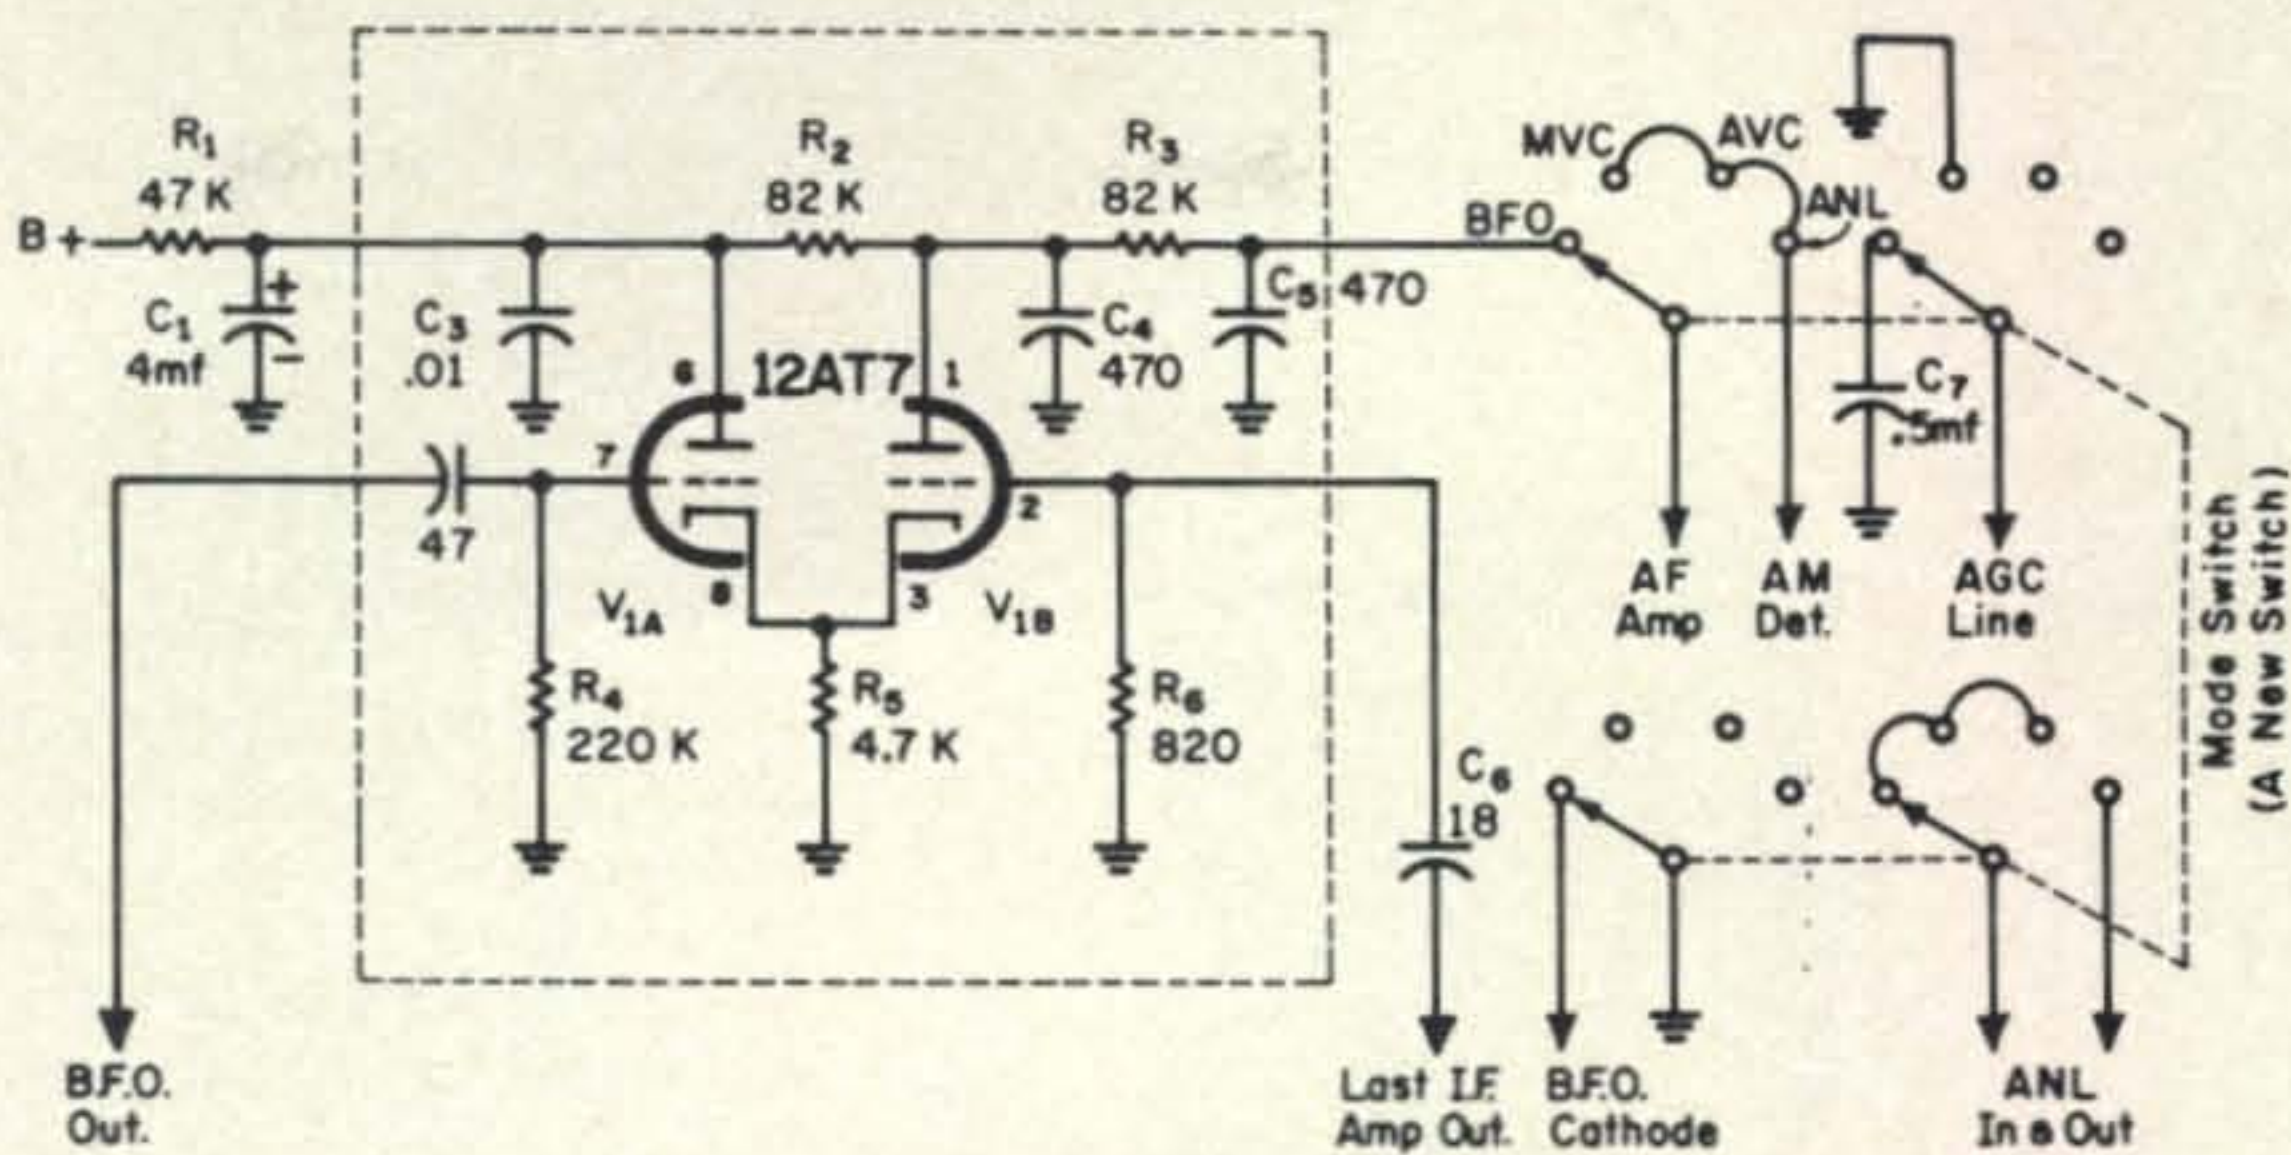 B+
R1
47 K
C1
4mf
+
-
C3
.01
R2
82 K
R3
82 K
C4
470
C5 470
12AT7
6
1
7
2
8
3
47
V1A
V1B
R4
220 K
R5
4.7 K
R6
820
C6
18
B.F.O.
Out.
Last I.F.
Amp Out.
MVC
AVC
BFO
ANL
C7
.5mf
AF
Amp
AM
Det.
AGC
Line
B.F.O.
Cathode
ANL
In & Out
Mode Switch
(A New Switch)